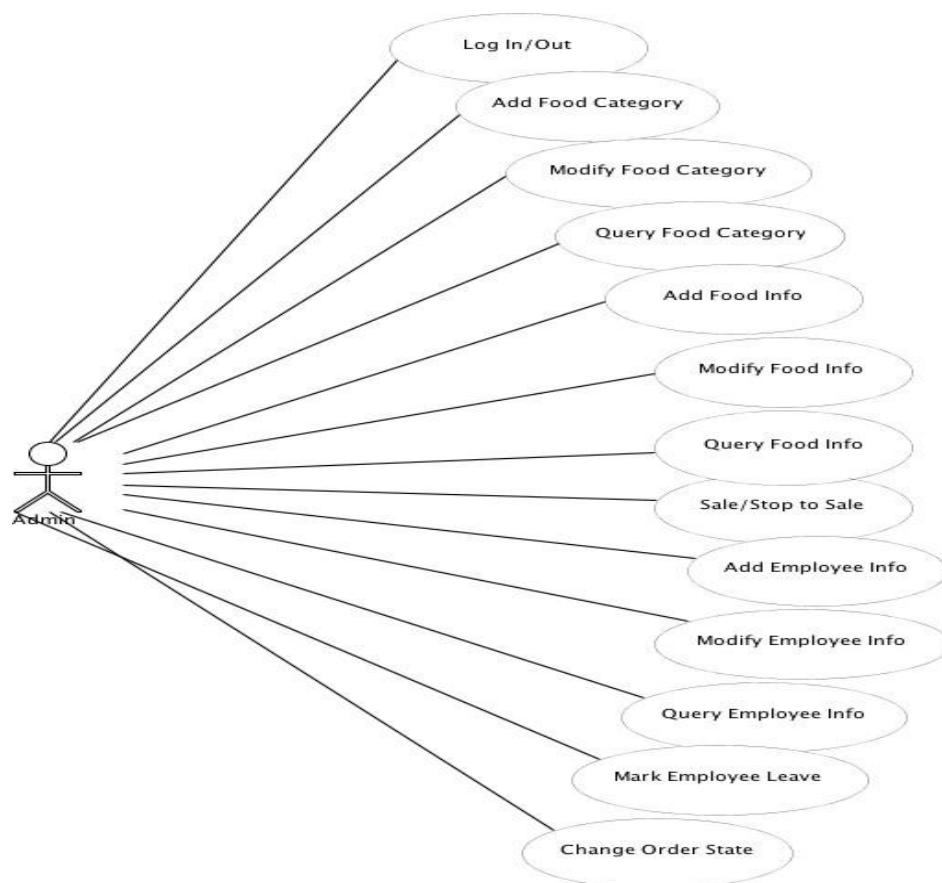 Log In/Out
Add Food Category
Modify Food Category
Query Food Category
Add Food Info
Modify Food Info
Query Food Info
Sale/Stop to Sale
Admin
Add Employee Info
Modify Employee Info
Query Employee Info
Mark Employee Leave
Change Order State